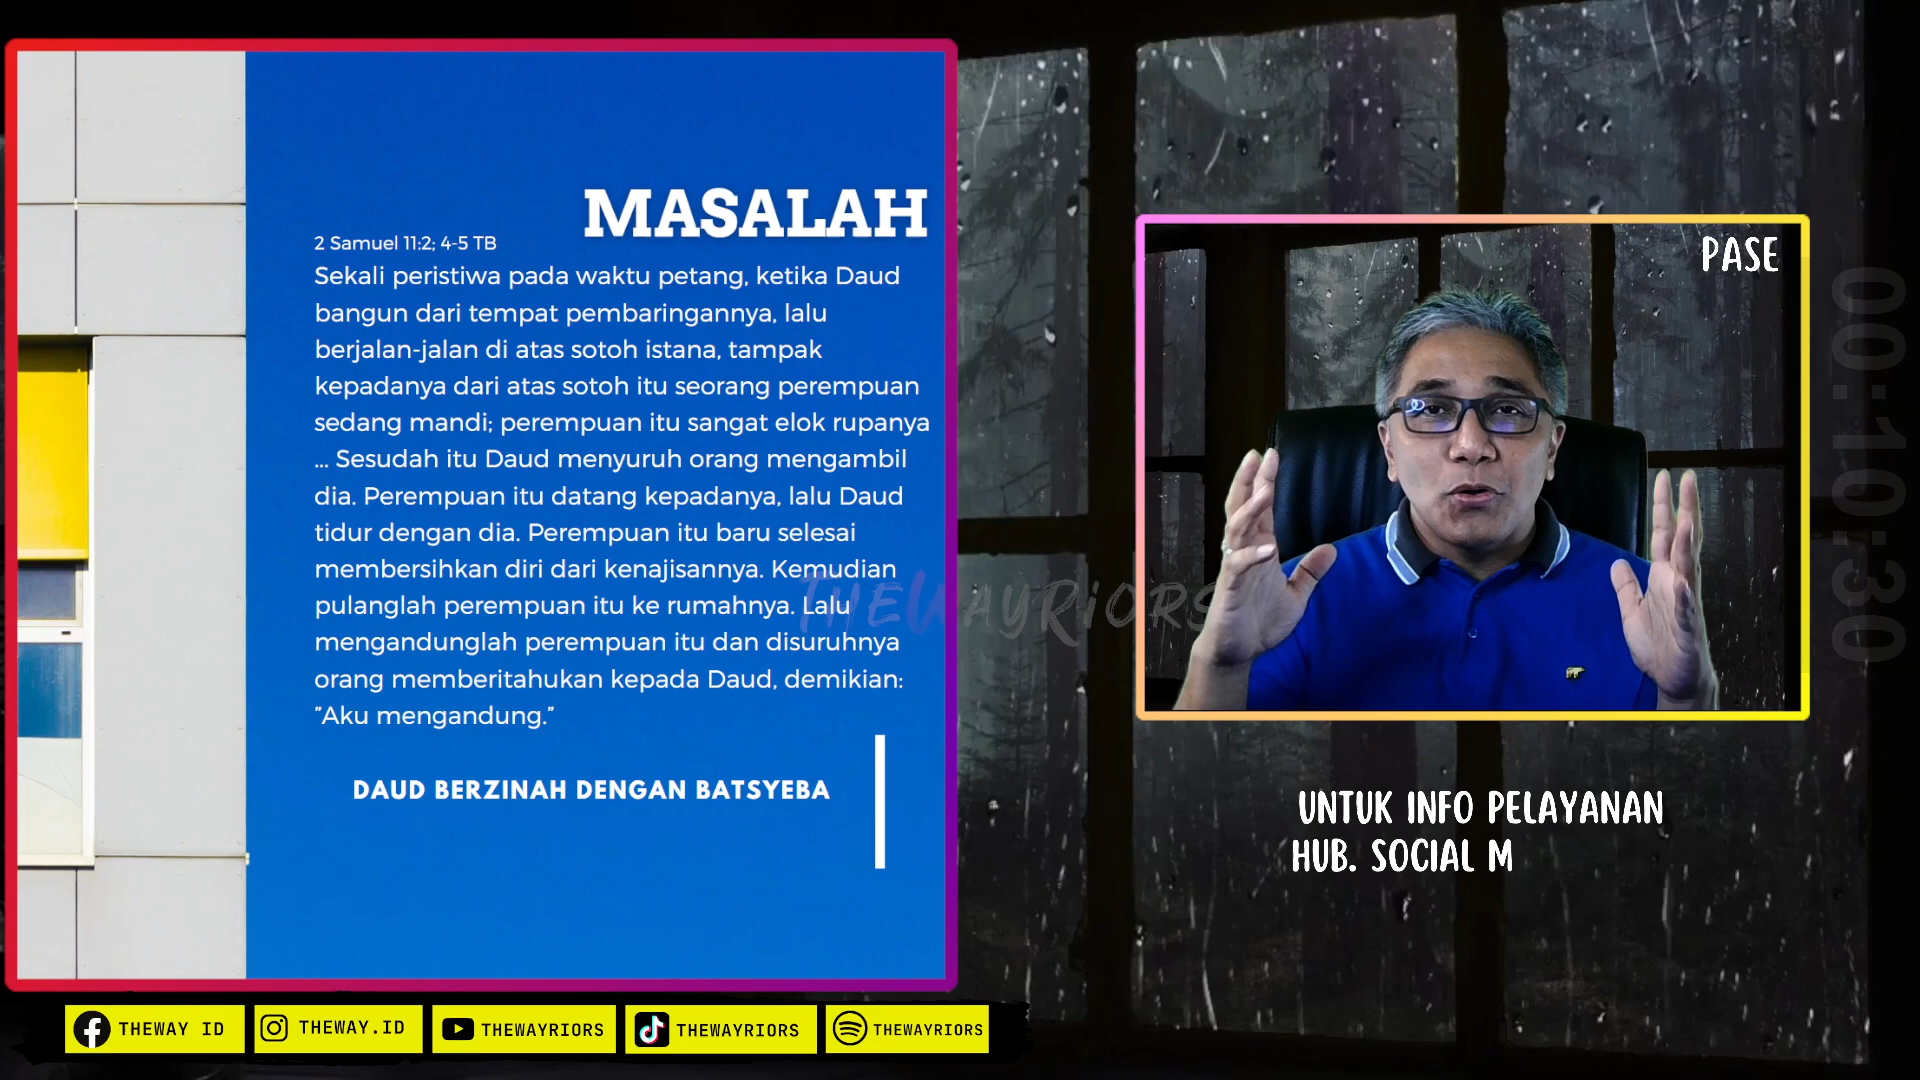 MASALAH
2 Samuel 11:2; 4-5 TB
Sekali peristiwa pada waktu petang, ketika Daud
bangun dari tempat pembaringannya, lalu
berjalan-jalan di atas sotoh istana, tampak
kepadanya dari atas sotoh itu seorang perempuan
sedang mandi; perempuan itu sangat elok rupanya
... Sesudah itu Daud menyuruh orang mengambil
dia. Perempuan itu datang kepadanya, lalu Daud
tidur dengan dia. Perempuan itu baru selesai
membersihkan diri dari kenajisannya. Kemudian
pulanglah perempuan itu ke rumahnya. Lalu
mengandunglah perempuan itu dan disuruhnya
orang memberitahukan kepada Daud, demikian:
"Aku mengandung."
DAUD BERZINAH DENGAN BATSYEBA
THEWAYRIORS
PASE
00:10:30
UNTUK INFO PELAYANAN
HUB. SOCIAL M
THEWAY ID
THEWAY.ID
THEWAYRIORS
THEWAYRIORS
THEWAYRIORS